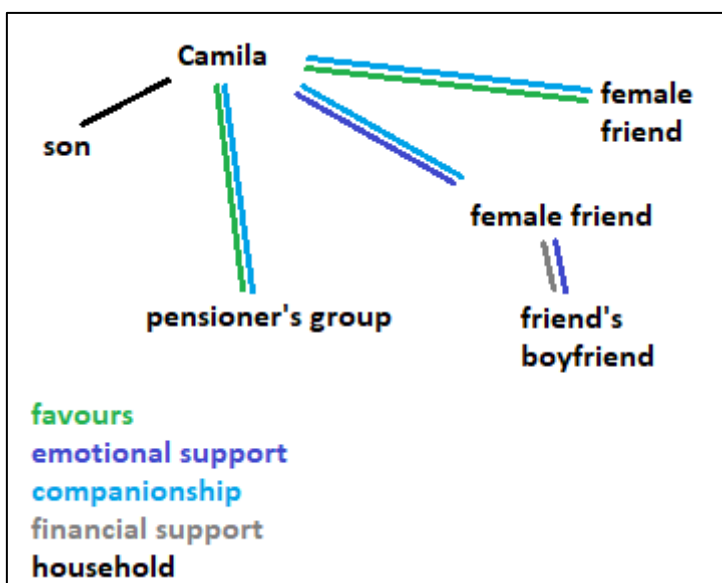 Camila
female
friend
son
female friend
pensioner's group
friend's
boyfriend
favours
emotional support
companionship
financial support
household